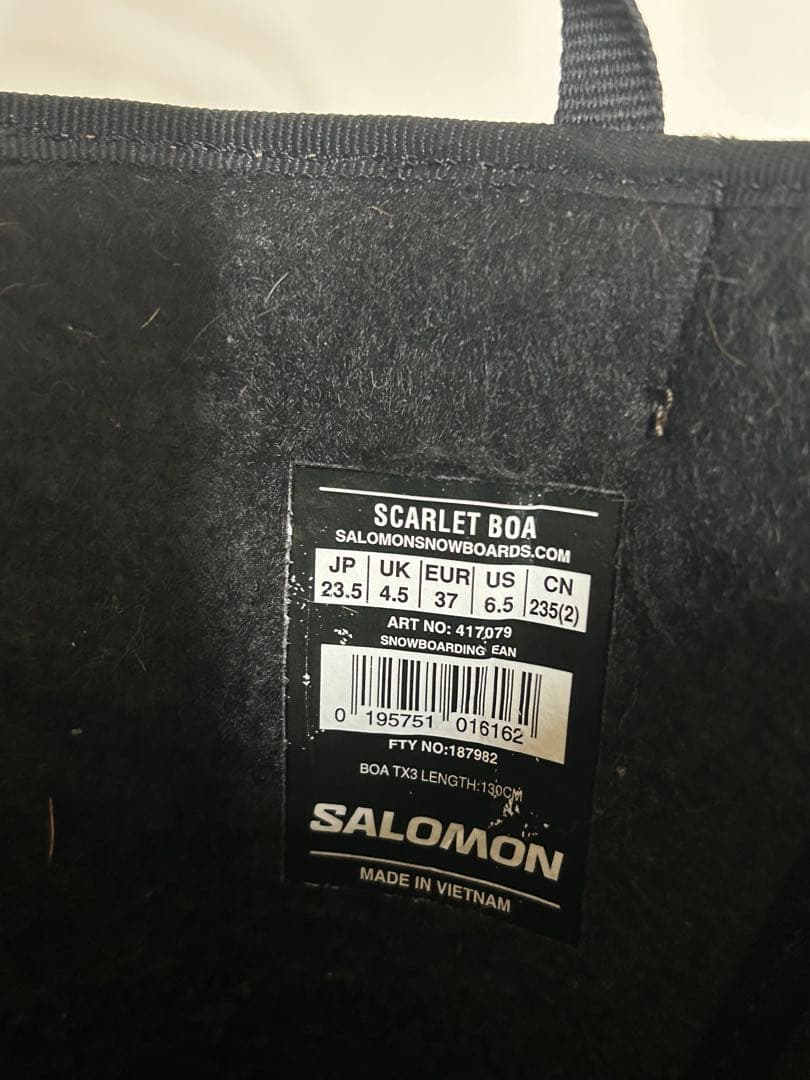 SCARLET BOA
SALOMONSNOWBOARDS.COM
JP UK EUR US CN
23.5 4.5 37 6.5 235(2)
ART NO: 417079
SNOWBOARDING EAN
0 195751 016162
FTY NO:187982
BOA TX3 LENGTH:130CM
SALOMON
MADE IN VIETNAM